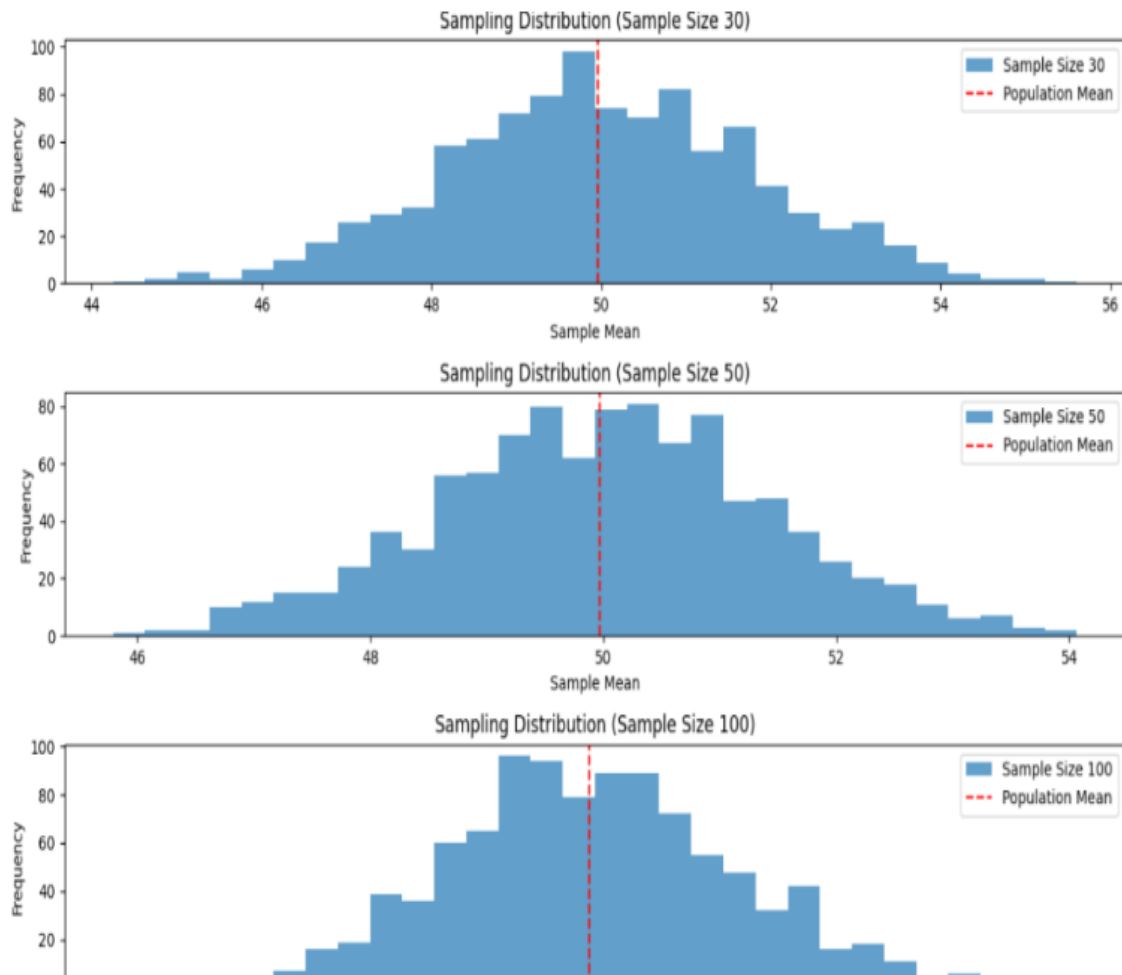 Sampling Distribution (Sample Size 30)
100
80
60
40
20
0
Frequency
Sample Size 30
Population Mean
44 46 48 50 52 54 56
Sample Mean
Sampling Distribution (Sample Size 50)
80
60
40
20
0
Frequency
Sample Size 50
Population Mean
46 48 50 52 54
Sample Mean
Sampling Distribution (Sample Size 100)
100
80
60
40
20
Frequency
Sample Size 100
Population Mean